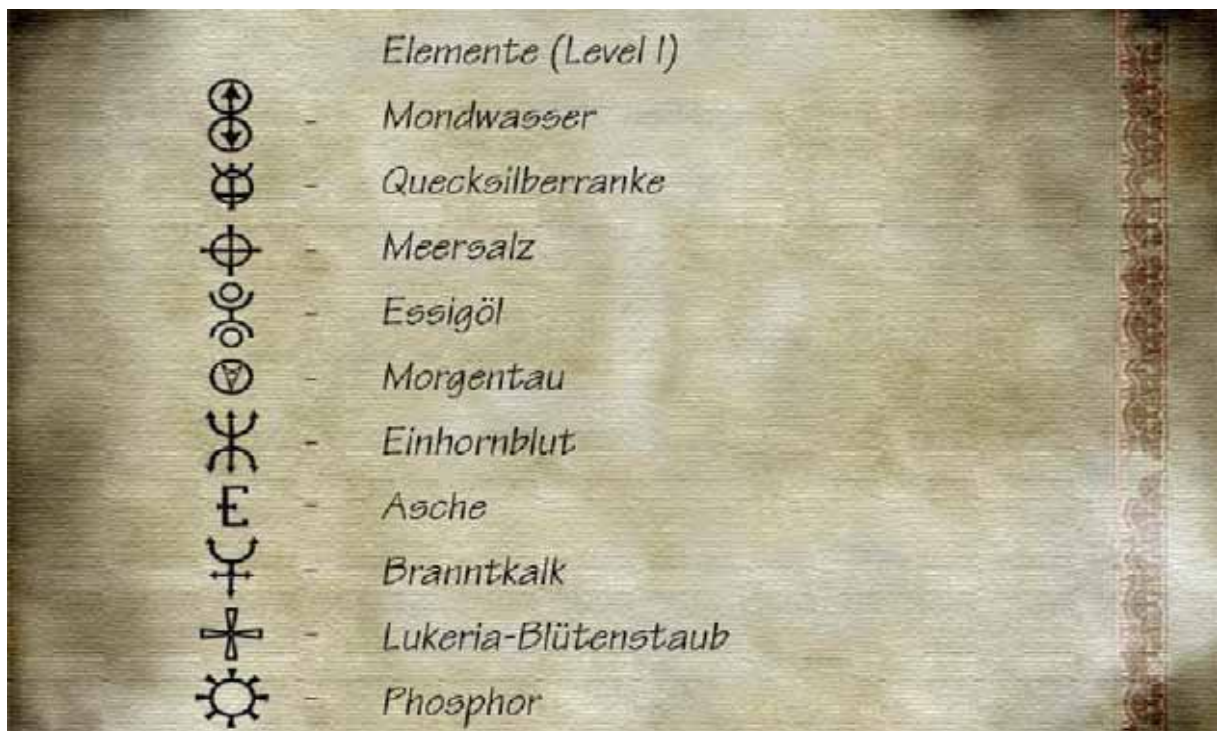 Elemente (Level I)
- Mondwasser
- Quecksilberranke
- Meersalz
- Essigöl
- Morgentau
- Einhornblut
- Asche
- Branntkalk
- Lukeria-Blütenstaub
- Phosphor